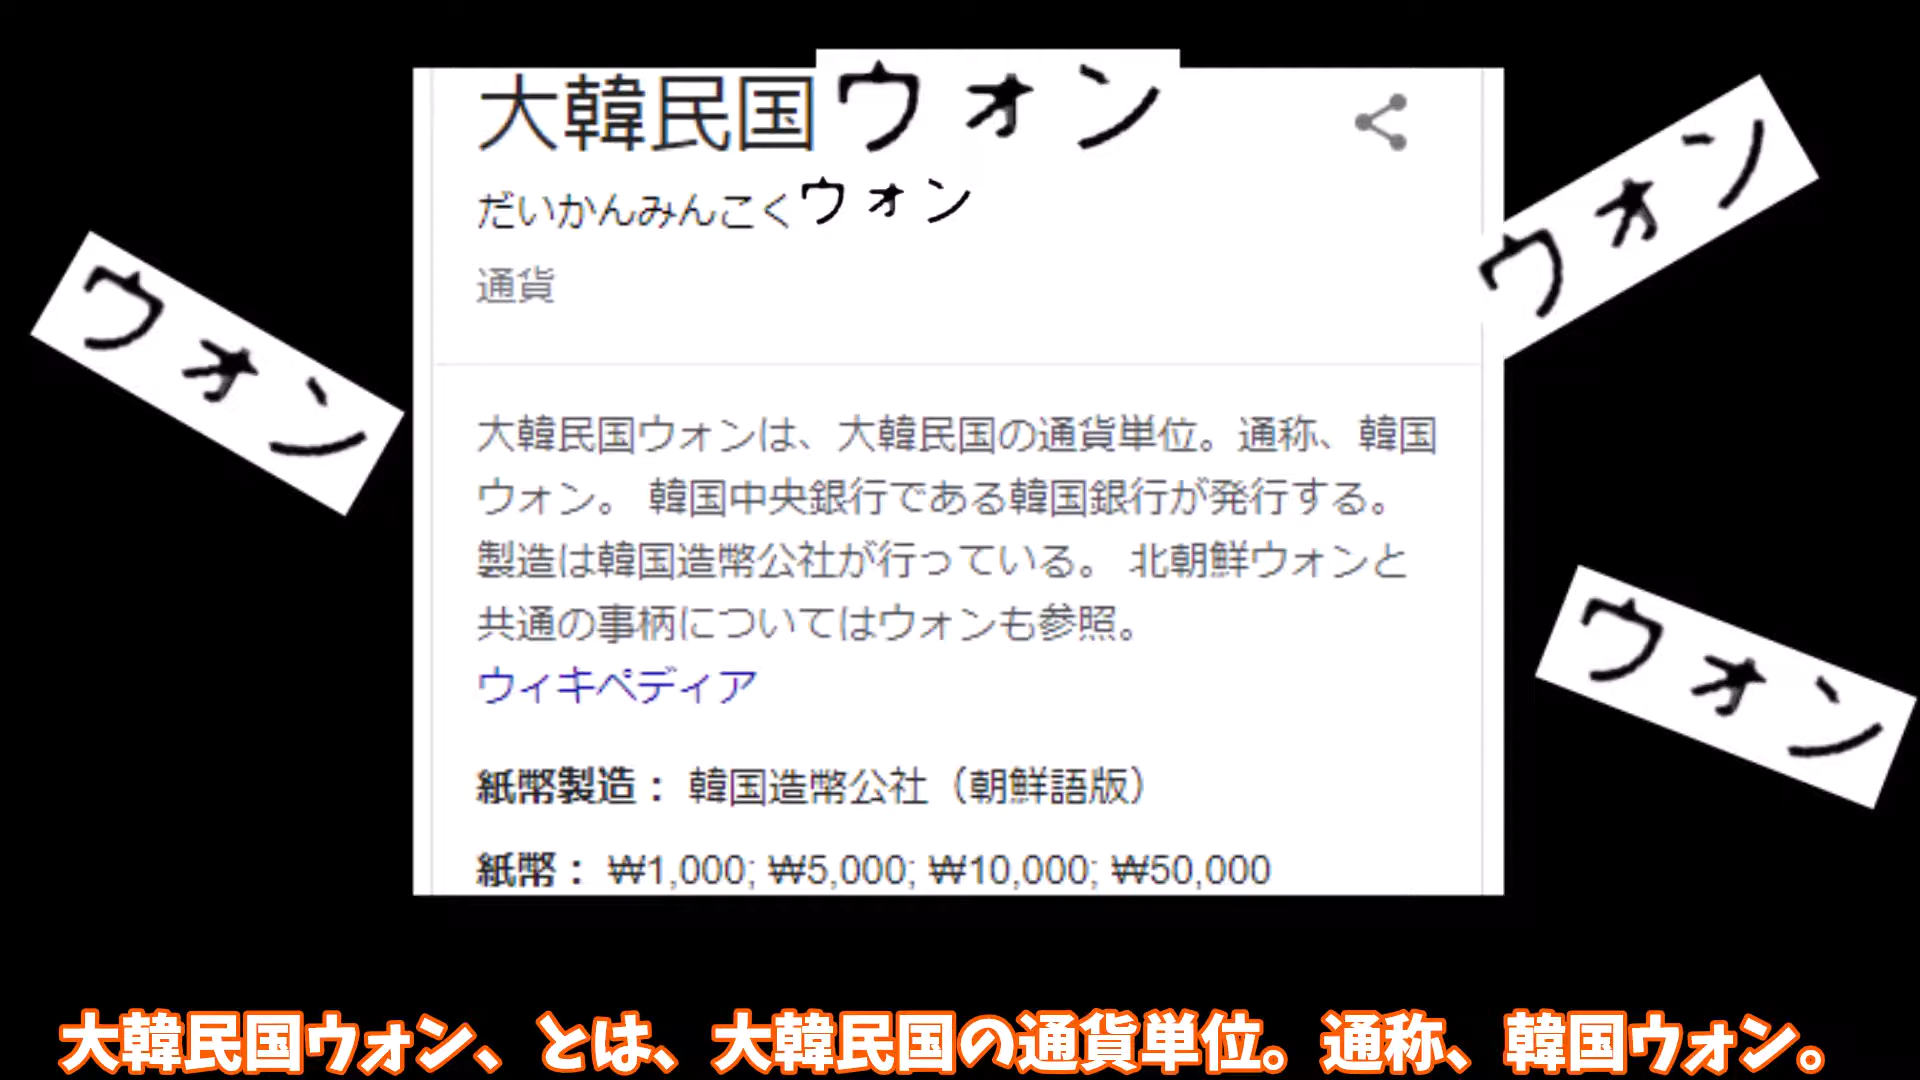 大韓民国ウォン
だいかんみんこくウォン
通貨
ウォン
ウォン
大韓民国ウォンは、大韓民国の通貨単位。通称、韓国
ウォン。 韓国中央銀行である韓国銀行が発行する。
製造は韓国造幣公社が行っている。 北朝鮮ウォンと
共通の事柄についてはウォンも参照。
ウィキペディア
ウォン
紙幣製造： 韓国造幣公社（朝鮮語版）
紙幣： ₩1,000; ₩5,000; ₩10,000; ₩50,000
大韓民国ウォン、とは、大韓民国の通貨単位。通称、韓国ウォン。